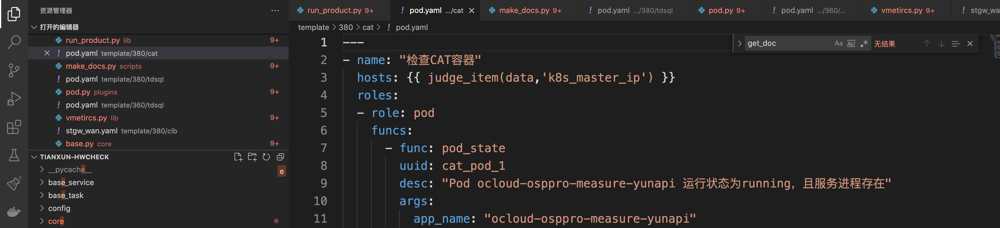 资源管理器 ···
打开的编辑器
run_product.py lib 9+
pod.yaml template/380/cat
make_docs.py scripts 9+
pod.yaml template/380/tdsql
pod.py plugins 9+
pod.yaml template/360/tdsql
vmetircs.py lib 9+
stgw_wan.yaml template/380/clb
base.py core 9+
TIANXUN-HWCHECK
__pycache__
e
base_service
base_task
config
core
run_product.py 9+ ! pod.yaml .../cat make_docs.py 9+ ! pod.yaml .../380/tdsql pod.py 9+ ! pod.yaml .../360/... vmetircs.py 9+ ! stgw_wa
template > 380 > cat > ! pod.yaml
get_doc Aa Abl .* 无结果
1 ---
2 - name: "检查CAT容器"
3 hosts: {{ judge_item(data,'k8s_master_ip') }}
4 roles:
5 - role: pod
6 funcs:
7 - func: pod_state
8 uuid: cat_pod_1
9 desc: "Pod ocloud-osppro-measure-yunapi 运行状态为running，且服务进程存在"
10 args:
11 app_name: "ocloud-osppro-measure-yunapi"